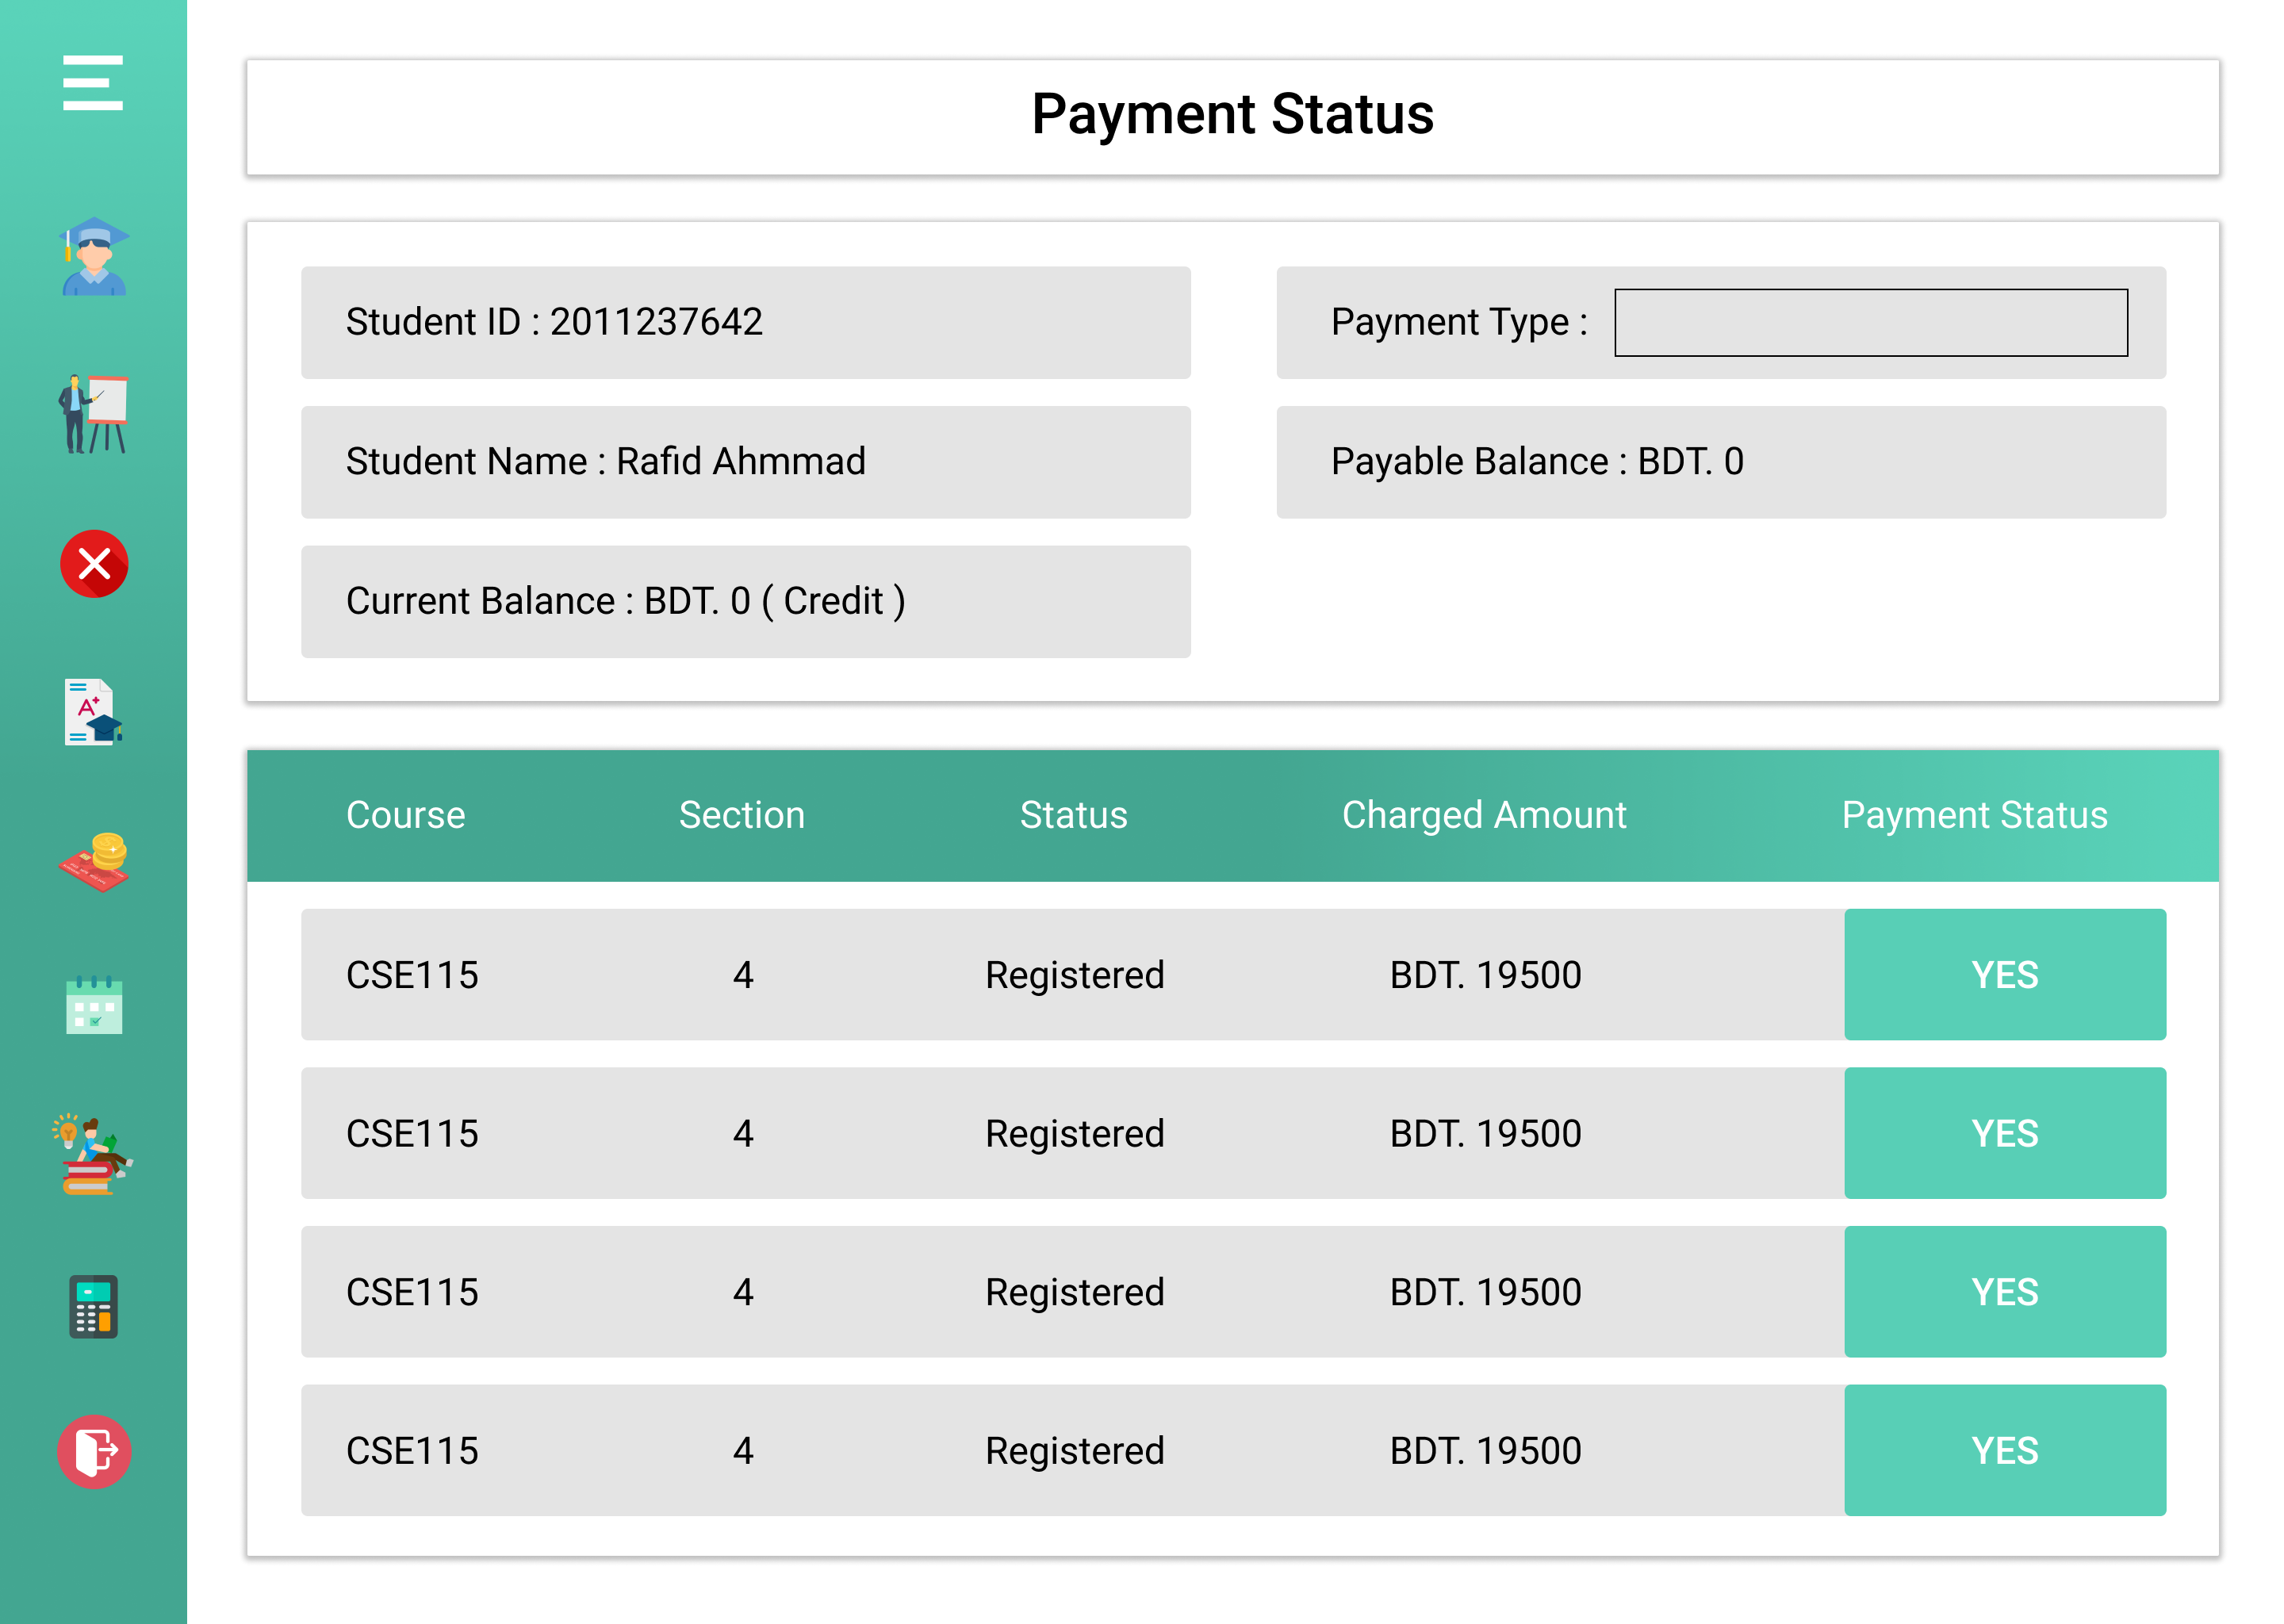 Payment Status
Student ID : 2011237642
Payment Type :
Student Name : Rafid Ahmmad
Payable Balance : BDT. 0
Current Balance : BDT. 0 ( Credit )
Course Section Status Charged Amount Payment Status
CSE115 4 Registered BDT. 19500 YES
CSE115 4 Registered BDT. 19500 YES
CSE115 4 Registered BDT. 19500 YES
CSE115 4 Registered BDT. 19500 YES
A+